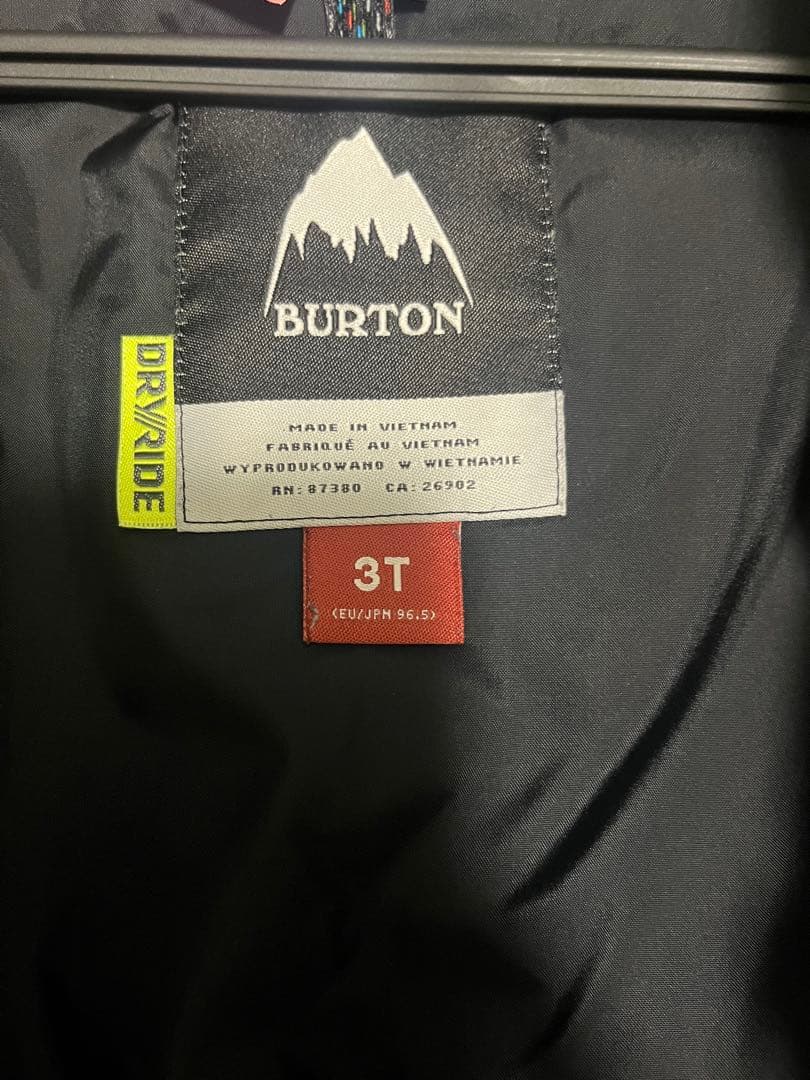 BURTON
DRY//RIDE
MADE IN VIETNAM
FABRIQUÉ AU VIETNAM
WYPRODUKOWANO W WIETNAMIE
RN: 87380 CA: 26902
3T
(EU/JPN 96.5)